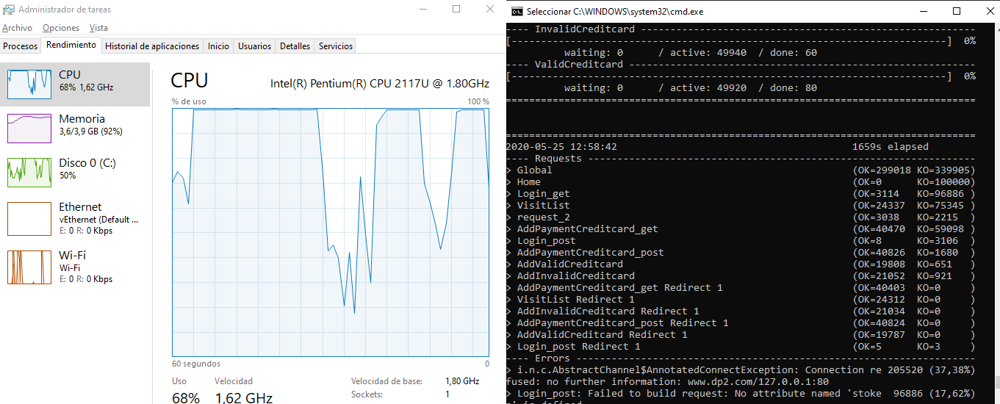 Administrador de tareas
Archivo Opciones Vista
Procesos Rendimiento Historial de aplicaciones Inicio Usuarios Detalles Servicios
CPU
68% 1,62 GHz
Memoria
3,6/3,9 GB (92%)
Disco 0 (C:)
50%
Ethernet
vEthernet (Default ...
E: 0 R: 0 Kbps
Wi-Fi
Wi-Fi
E: 0 R: 0 Kbps
CPU Intel(R) Pentium(R) CPU 2117U @ 1.80GHz
% de uso 100 %
60 segundos 0
Uso Velocidad Velocidad de base: 1,80 GHz
68% 1,62 GHz Sockets: 1
Seleccionar C:\WINDOWS\system32\cmd.exe
---- InvalidCreditcard ---------------------------------------------------------
[--------------------------------------------------------------------------] 0%
waiting: 0 / active: 49940 / done: 60
---- ValidCreditcard -----------------------------------------------------------
[--------------------------------------------------------------------------] 0%
waiting: 0 / active: 49920 / done: 80
================================================================================
================================================================================
2020-05-25 12:58:42 1659s elapsed
---- Requests ------------------------------------------------------------------
> Global (OK=299018 KO=339905)
> Home (OK=0 KO=100000)
> Login_get (OK=3114 KO=96886 )
> VisitList (OK=24337 KO=75345 )
> request_2 (OK=3038 KO=2215 )
> AddPaymentCreditcard_get (OK=40470 KO=59098 )
> Login_post (OK=8 KO=3106 )
> AddPaymentCreditcard_post (OK=40826 KO=1680 )
> AddValidCreditcard (OK=19808 KO=651 )
> AddInvalidCreditcard (OK=21052 KO=921 )
> AddPaymentCreditcard_get Redirect 1 (OK=40403 KO=0 )
> VisitList Redirect 1 (OK=24312 KO=0 )
> AddInvalidCreditcard Redirect 1 (OK=21034 KO=0 )
> AddPaymentCreditcard_post Redirect 1 (OK=40824 KO=0 )
> AddValidCreditcard Redirect 1 (OK=19787 KO=0 )
> Login_post Redirect 1 (OK=5 KO=3 )
---- Errors --------------------------------------------------------------------
> i.n.c.AbstractChannel$AnnotatedConnectException: Connection re 205520 (37,38%)
fused: no further information: www.dp2.com/127.0.0.1:80
> Login_post: Failed to build request: No attribute named 'stoke 96886 (17,62%)
n' is defined